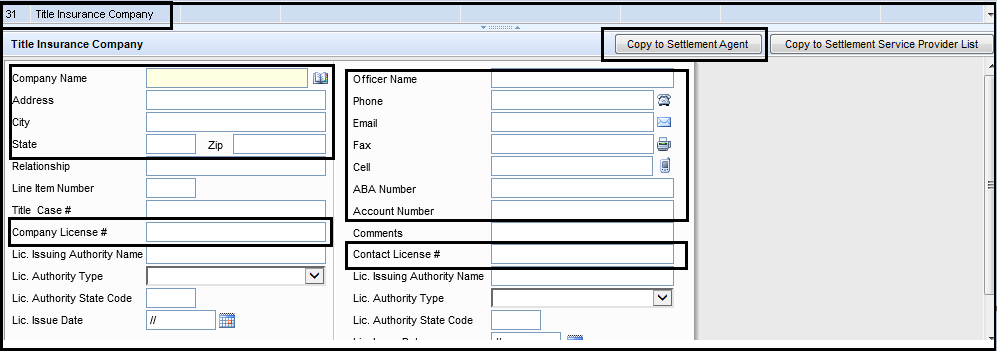 31 Title Insurance Company
Title Insurance Company Copy to Settlement Agent Copy to Settlement Service Provider List
Company Name
Address
City
State Zip
Relationship
Line Item Number
Title Case #
Company License #
Lic. Issuing Authority Name
Lic. Authority Type
Lic. Authority State Code
Lic. Issue Date //
Officer Name
Phone
Email
Fax
Cell
ABA Number
Account Number
Comments
Contact License #
Lic. Issuing Authority Name
Lic. Authority Type
Lic. Authority State Code